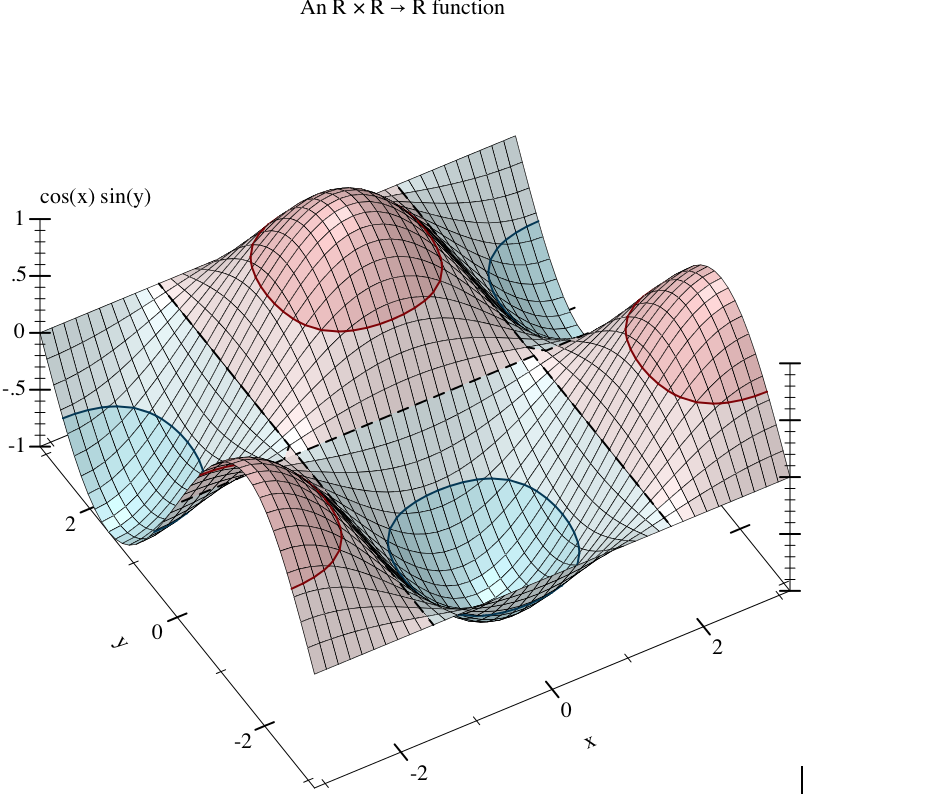 An R × R → R function
cos(x) sin(y)
1
.5
0
-.5
-1
2
0
-2
y
-2
0
2
x